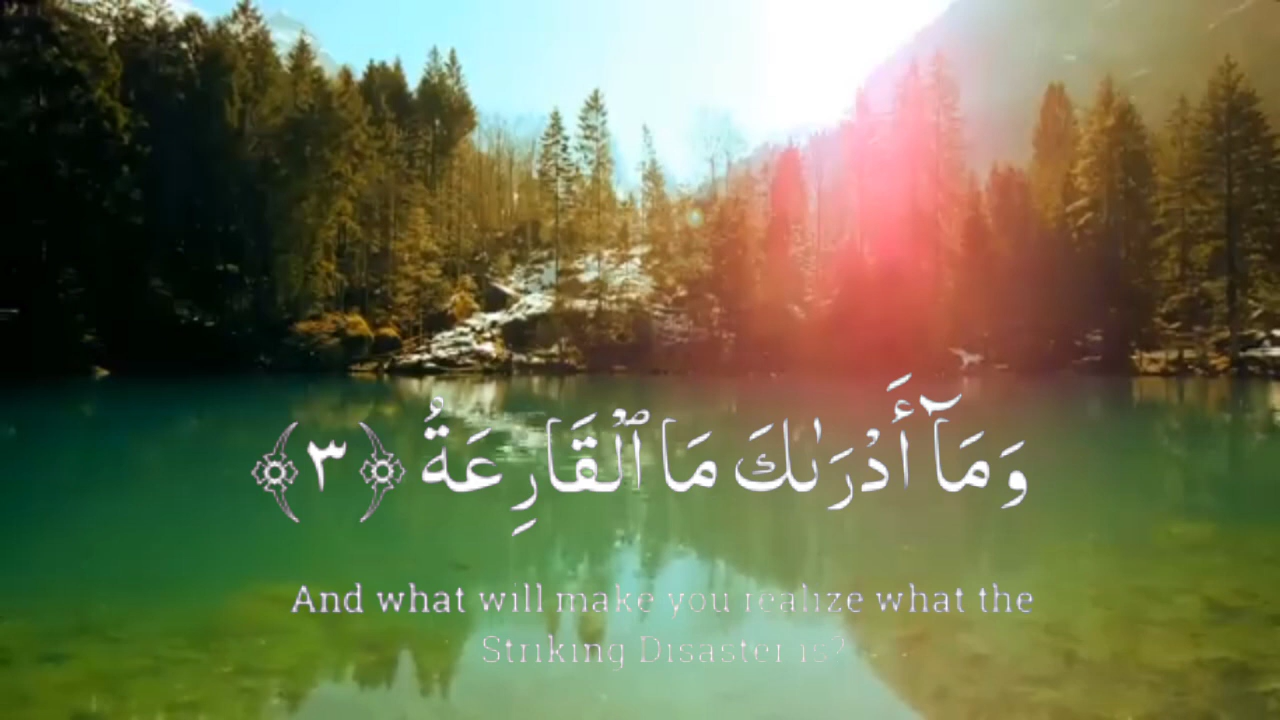 وَمَآ أَدْرَىٰكَ مَا ٱلْقَارِعَةُ ﴿٣﴾
And what will make you realize what the
Striking Disaster is?